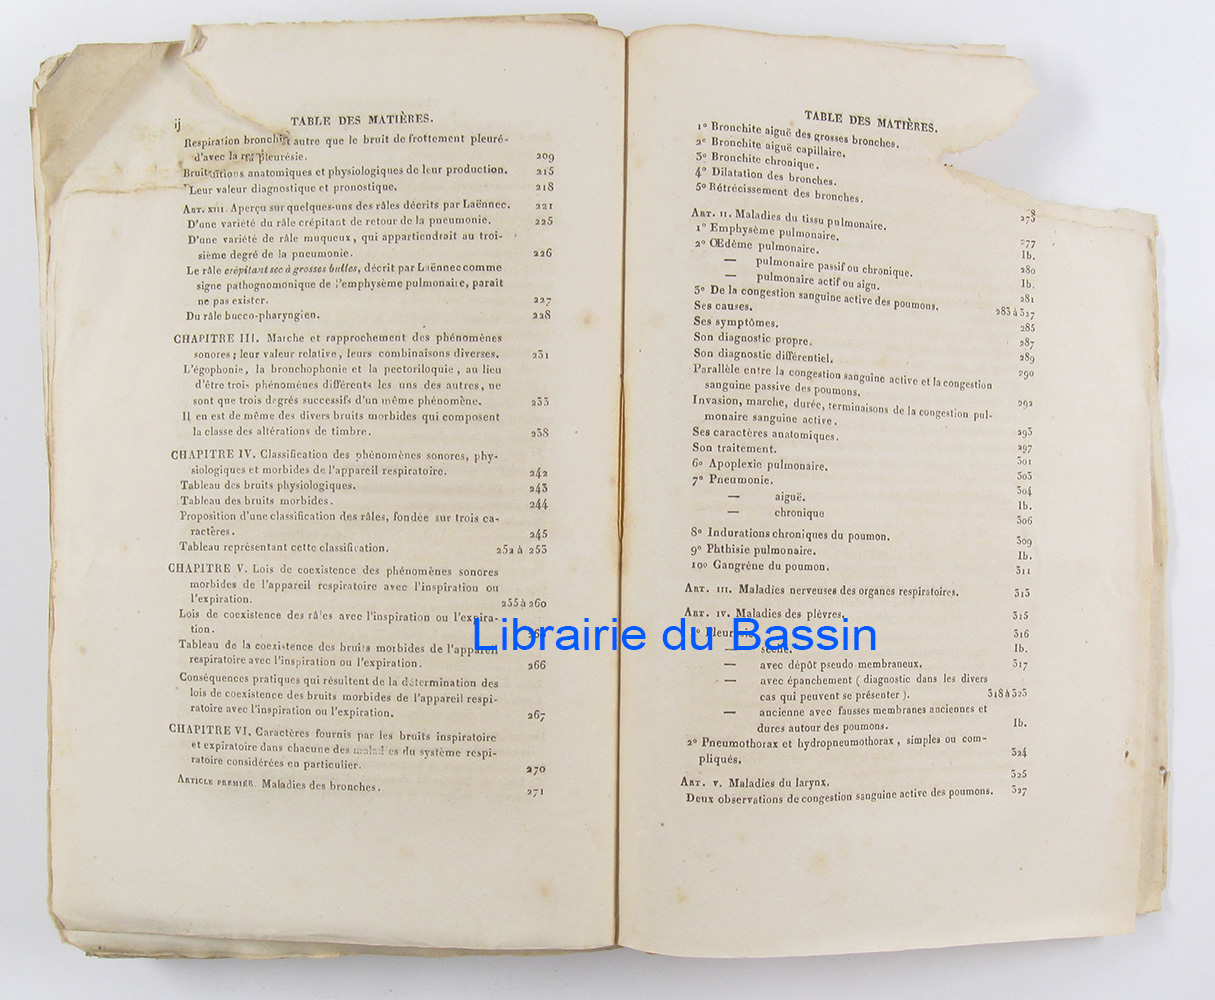 ij TABLE DES MATIÈRES.
Respiration bronchi autre que le bruit de frottement pleuré-
d'avec la pleurésie. 209
Bruit itions anatomiques et physiologiques de leur production. 215
Leur valeur diagnostique et pronostique. 218
ART. XIII. Aperçu sur quelques-uns des râles décrits par Laënnec. 221
D'une variété du râle crépitant de retour de la pneumonie. 225
D'une variété de râle muqueux, qui appartiendrait au troi-
sième degré de la pneumonie. 226
Le râle crépitant sec à grosses bulles, décrit par Laënnec comme
signe pathognomonique de l'emphysème pulmonaire, paraît
ne pas exister. 227
Du râle bucco-pharyngien. 228
CHAPITRE III. Marche et rapprochement des phénomènes
sonores; leur valeur relative, leurs combinaisons diverses. 231
L'égophonie, la bronchophonie et la pectoriloquie, au lieu
d'être trois phénomènes différents les uns des autres, ne
sont que trois degrés successifs d'un même phénomène. 233
Il en est de même des divers bruits morbides qui composent
la classe des altérations de timbre. 238
CHAPITRE IV. Classification des phénomènes sonores, phy-
siologiques et morbides de l'appareil respiratoire. 242
Tableau des bruits physiologiques. 243
Tableau des bruits morbides. 244
Proposition d'une classification des râles, fondée sur trois ca-
ractères. 245
Tableau représentant cette classification. 252 à 253
CHAPITRE V. Lois de coexistence des phénomènes sonores
morbides de l'appareil respiratoire avec l'inspiration ou
l'expiration. 255 à 260
Lois de coexistence des râles avec l'inspiration ou l'expira-
tion.
Tableau de la coexistence des bruits morbides de l'appareil
respiratoire avec l'inspiration ou l'expiration. 266
Conséquences pratiques qui résultent de la détermination des
lois de coexistence des bruits morbides de l'appareil respi-
ratoire avec l'inspiration ou l'expiration. 267
CHAPITRE VI. Caractères fournis par les bruits inspiratoire
et expiratoire dans chacune des maladies du système respi-
ratoire considérées en particulier. 270
ARTICLE PREMIER. Maladies des bronches. 271
TABLE DES MATIÈRES.
1º Bronchite aiguë des grosses bronches.
2º Bronchite aiguë capillaire.
3º Bronchite chronique.
4º Dilatation des bronches.
5º Rétrécissement des bronches.
ART. II. Maladies du tissu pulmonaire. 275
1º Emphysème pulmonaire. 277
2º Œdème pulmonaire. Ib.
— pulmonaire passif ou chronique. 280
— pulmonaire actif ou aigu. Ib.
3º De la congestion sanguine active des poumons. 281
Ses causes. 283 à 327
Ses symptômes. 285
Son diagnostic propre. 287
Son diagnostic différentiel. 289
Parallèle entre la congestion sanguine active et la congestion 290
sanguine passive des poumons.
Invasion, marche, durée, terminaisons de la congestion pul- 292
monaire sanguine active.
Ses caractères anatomiques. 293
Son traitement. 297
6º Apoplexie pulmonaire. 301
7º Pneumonie. 303
— aiguë. 304
— chronique Ib.
306
8º Indurations chroniques du poumon. 309
9º Phthisie pulmonaire. Ib.
10º Gangrène du poumon. 311
ART. III. Maladies nerveuses des organes respiratoires. 313
ART. IV. Maladies des plèvres. 315
316
— Ib.
— avec dépôt pseudo membraneux. 317
— avec épanchement (diagnostic dans les divers
cas qui peuvent se présenter). 318 à 323
— ancienne avec fausses membranes anciennes et
dures autour des poumons. Ib.
2º Pneumothorax et hydropneumothorax, simples ou com-
pliqués. 324
ART. V. Maladies du larynx. 325
Deux observations de congestion sanguine active des poumons. 327
Librairie du Bassin